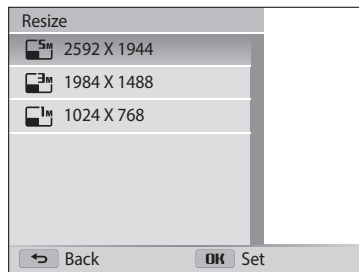 Resize
5M 2592 X 1944
3M 1984 X 1488
1M 1024 X 768
Back OK Set